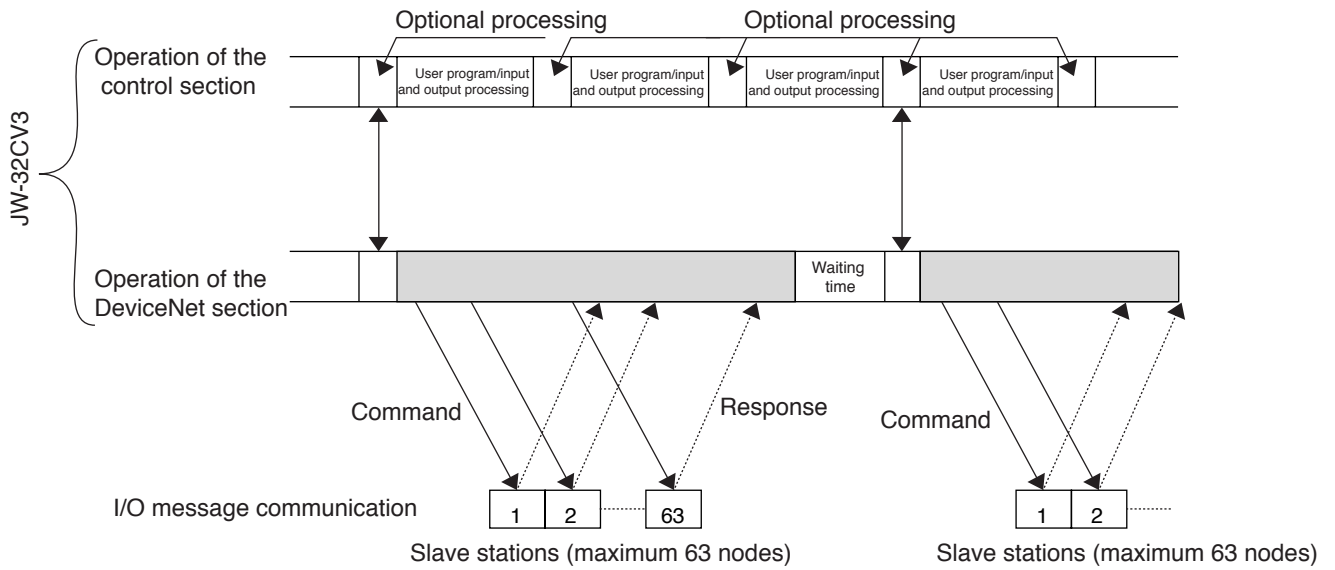 Optional processing
Optional processing
Operation of the
control section
User program/input
and output processing
User program/input
and output processing
User program/input
and output processing
User program/input
and output processing
JW-32CV3
Operation of the
DeviceNet section
Waiting
time
Command
Response
Command
I/O message communication
1
2
63
1
2
Slave stations (maximum 63 nodes)
Slave stations (maximum 63 nodes)